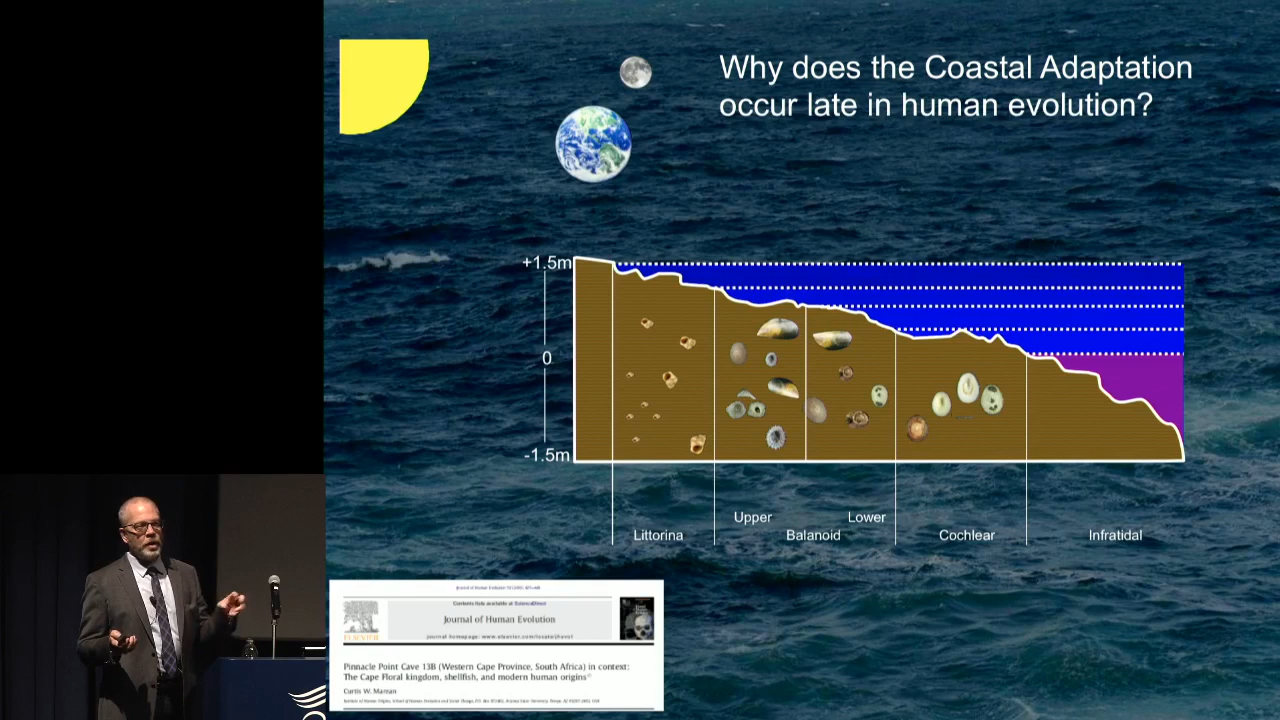 Why does the Coastal Adaptation
occur late in human evolution?
+1.5m
0
-1.5m
Upper
Lower
Littorina
Balanoid
Cochlear
Infratidal
Contents lists available at ScienceDirect
Journal of Human Evolution
journal homepage: www.elsevier.com/locate/jhevol
ELSEVIER
Pinnacle Point Cave 13B (Western Cape Province, South Africa) in context:
The Cape Floral kingdom, shellfish, and modern human origins
Curtis W. Marean